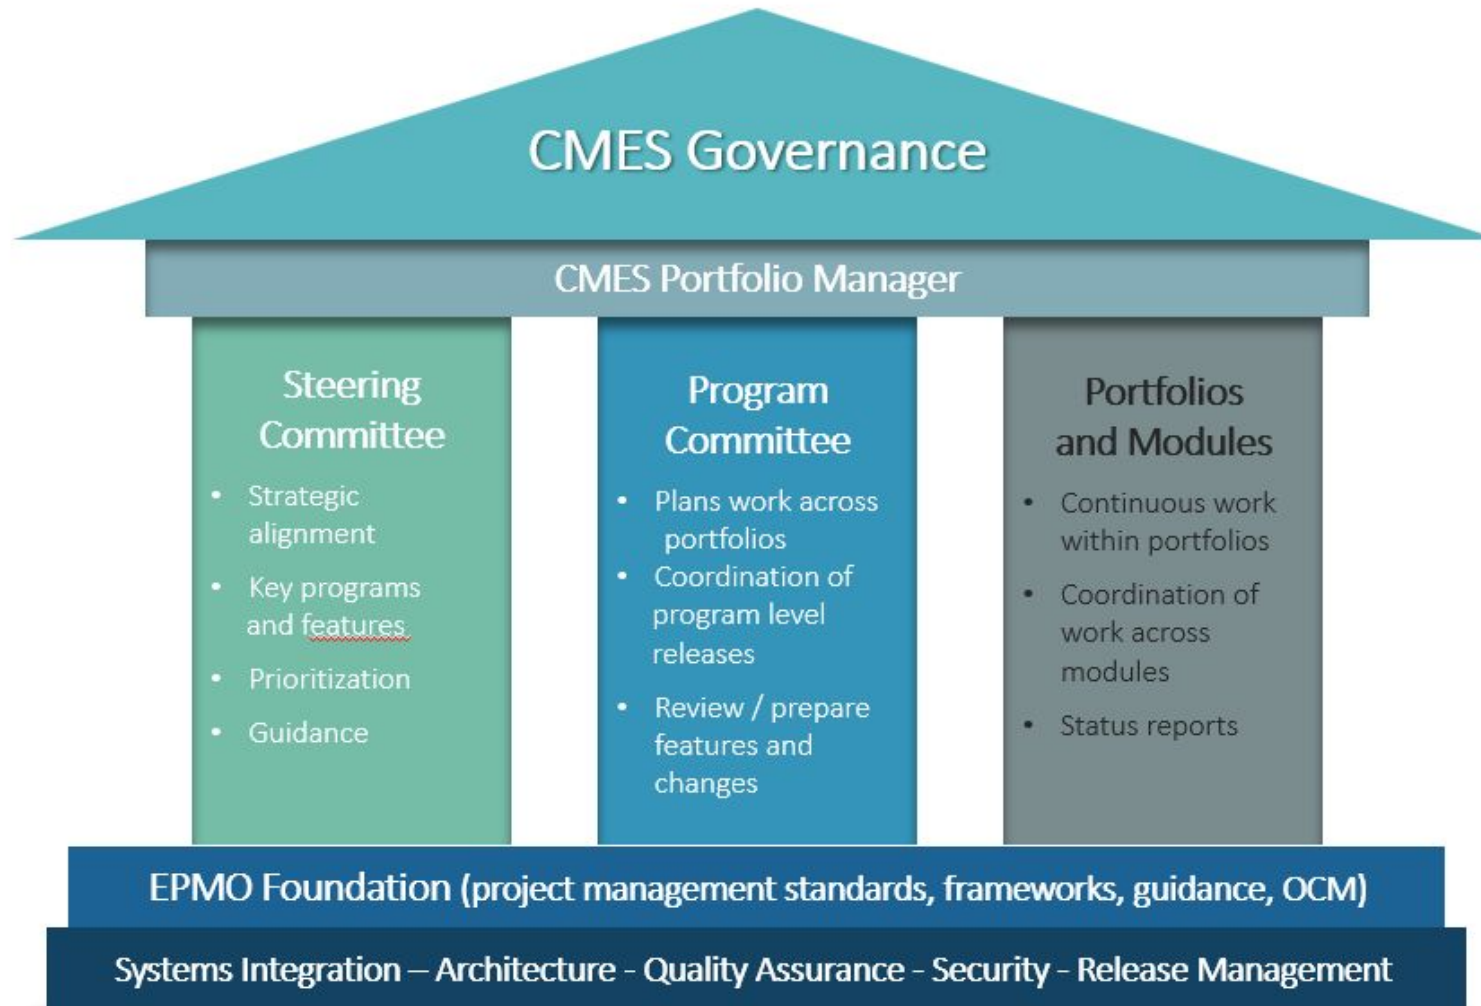 CMES Governance
CMES Portfolio Manager
Steering
Committee
• Strategic
alignment
• Key programs
and features
• Prioritization
• Guidance
Program
Committee
• Plans work across
portfolios
• Coordination of
program level
releases
• Review / prepare
features and
changes
Portfolios
and Modules
• Continuous work
within portfolios
• Coordination of
work across
modules
• Status reports
EPMO Foundation (project management standards, frameworks, guidance, OCM)
Systems Integration – Architecture - Quality Assurance - Security - Release Management